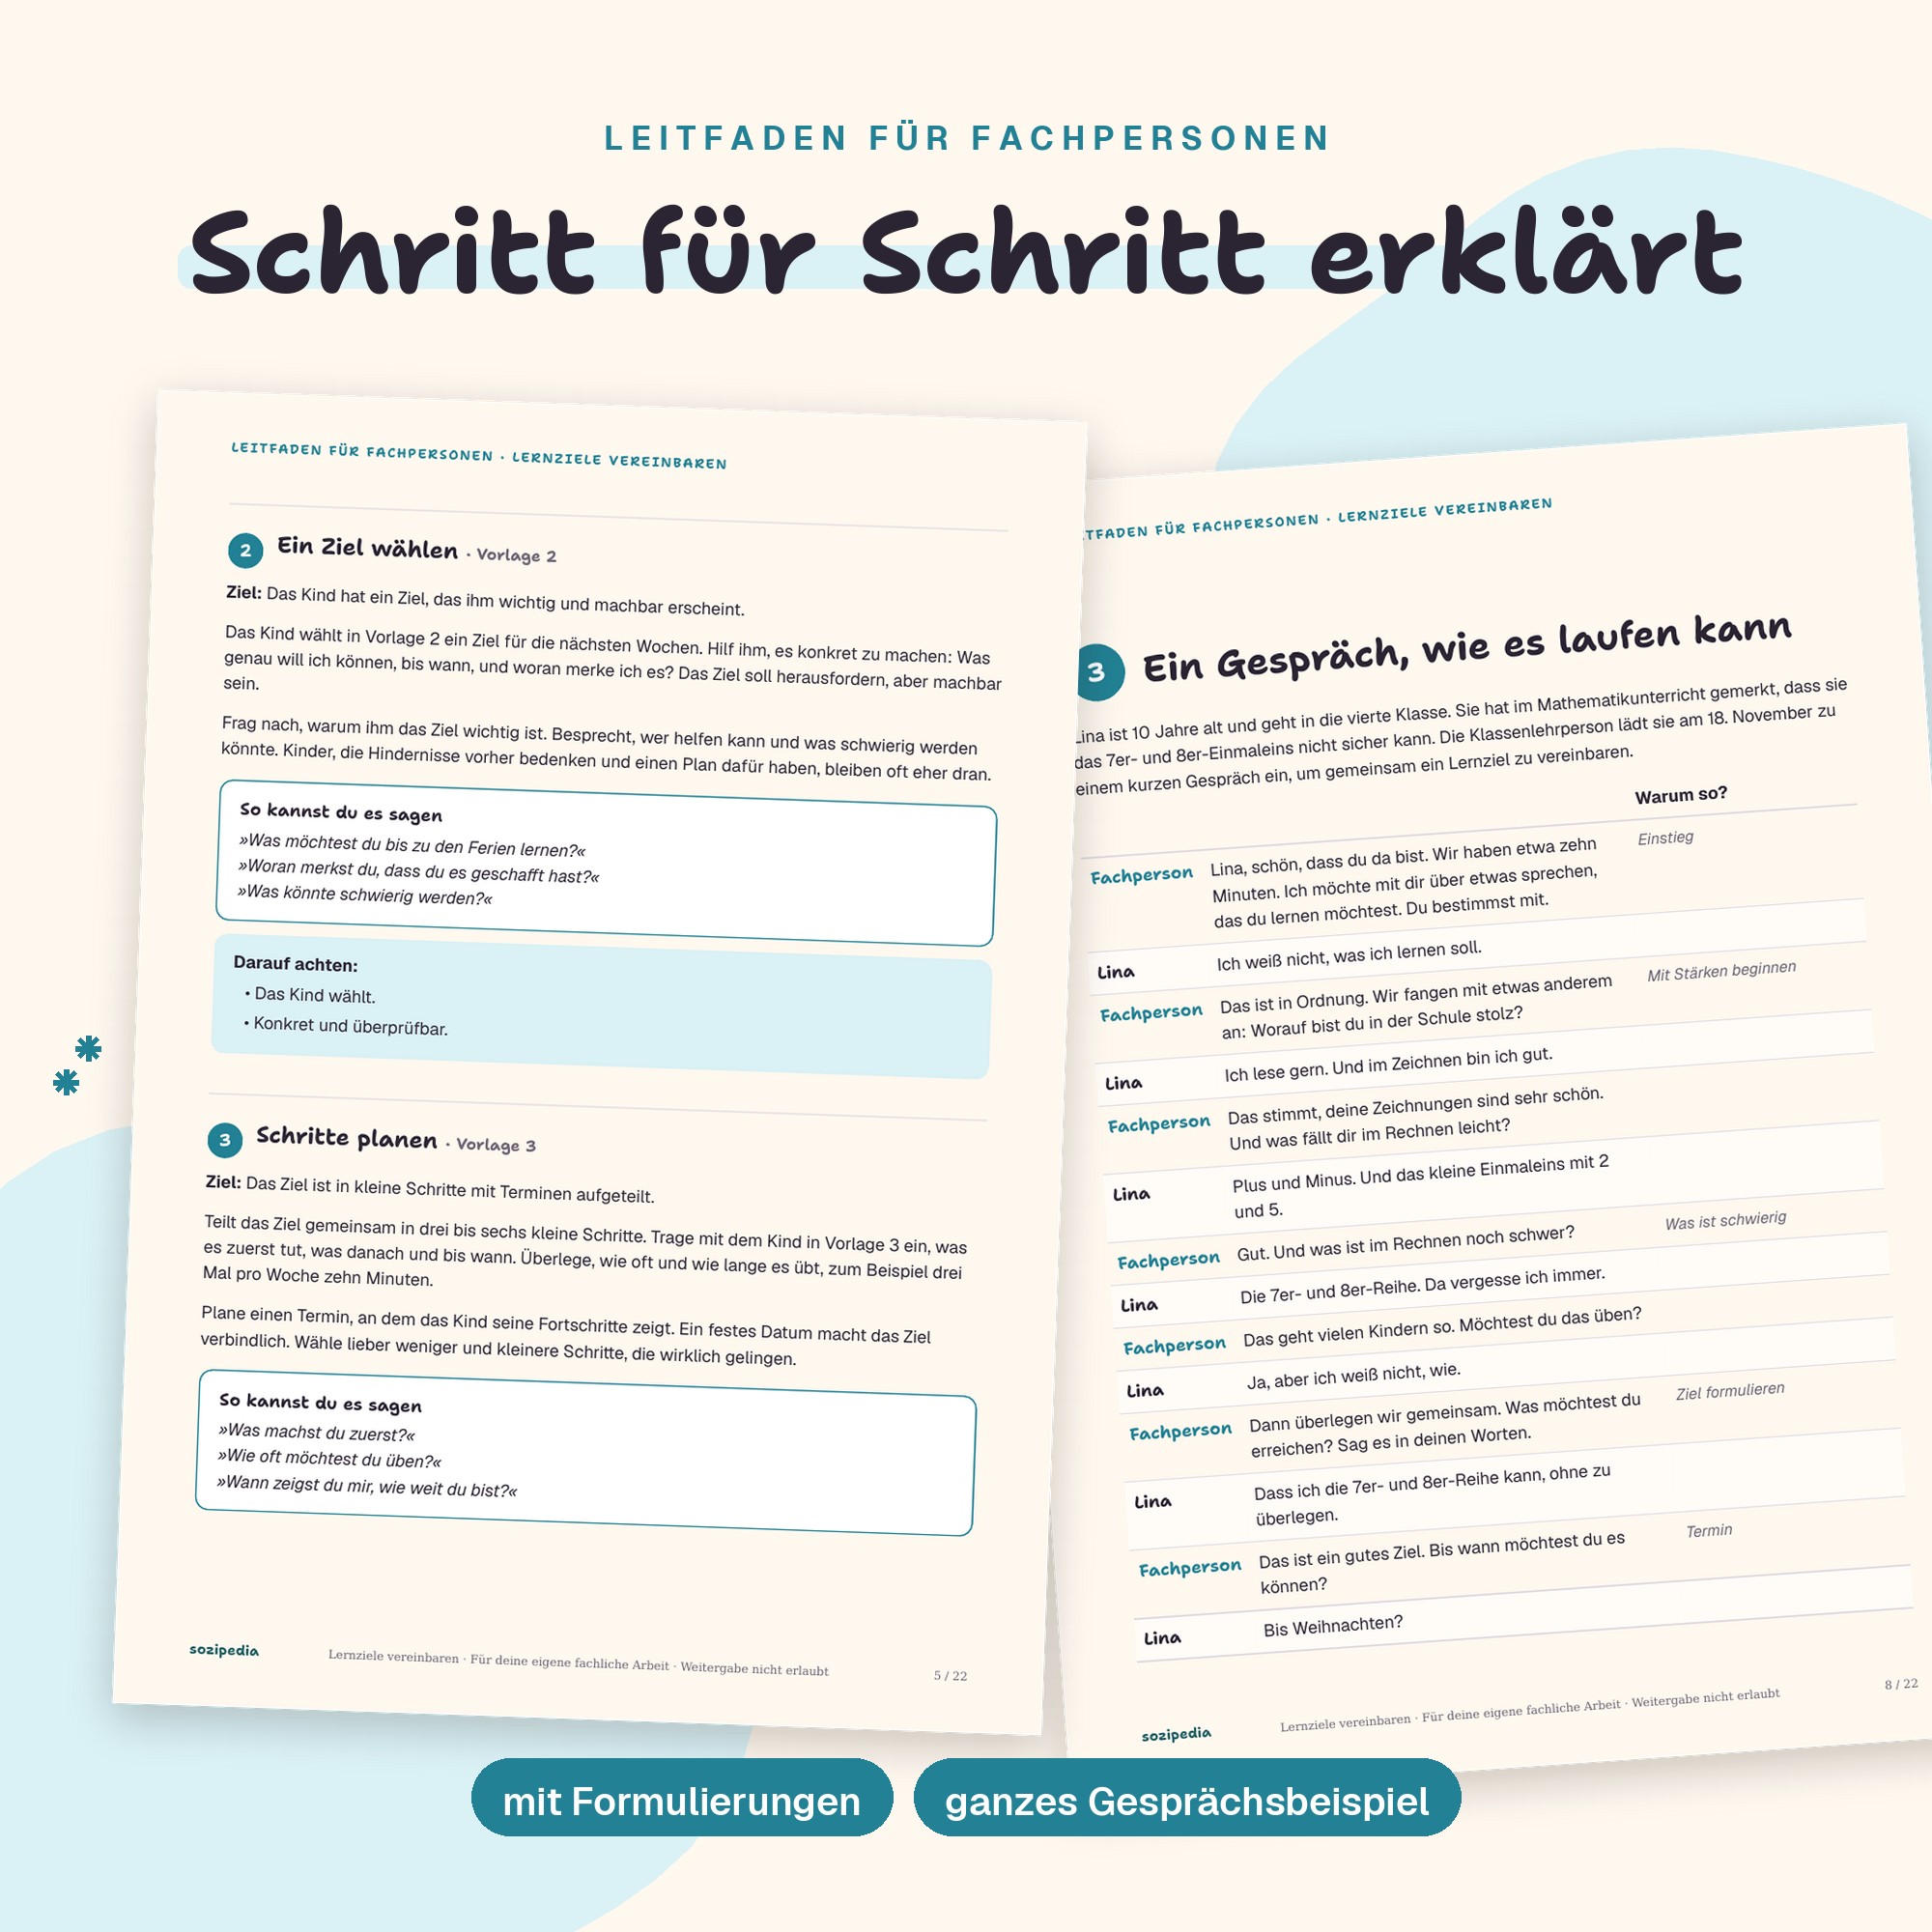 LEITFADEN FÜR FACHPERSONEN
Schritt für Schritt erklärt
LEITFADEN FÜR FACHPERSONEN · LERNZIELE VEREINBAREN
2 Ein Ziel wählen · Vorlage 2
Ziel: Das Kind hat ein Ziel, das ihm wichtig und machbar erscheint.
Das Kind wählt in Vorlage 2 ein Ziel für die nächsten Wochen. Hilf ihm, es konkret zu machen: Was
genau will ich können, bis wann, und woran merke ich es? Das Ziel soll herausfordern, aber machbar
sein.
Frag nach, warum ihm das Ziel wichtig ist. Besprecht, wer helfen kann und was schwierig werden
könnte. Kinder, die Hindernisse vorher bedenken und einen Plan dafür haben, bleiben oft eher dran.
So kannst du es sagen
»Was möchtest du bis zu den Ferien lernen?«
»Woran merkst du, dass du es geschafft hast?«
»Was könnte schwierig werden?«
Darauf achten:
• Das Kind wählt.
• Konkret und überprüfbar.
3 Schritte planen · Vorlage 3
Ziel: Das Ziel ist in kleine Schritte mit Terminen aufgeteilt.
Teilt das Ziel gemeinsam in drei bis sechs kleine Schritte. Trage mit dem Kind in Vorlage 3 ein, was
es zuerst tut, was danach und bis wann. Überlege, wie oft und wie lange es übt, zum Beispiel drei
Mal pro Woche zehn Minuten.
Plane einen Termin, an dem das Kind seine Fortschritte zeigt. Ein festes Datum macht das Ziel
verbindlich. Wähle lieber weniger und kleinere Schritte, die wirklich gelingen.
So kannst du es sagen
»Was machst du zuerst?«
»Wie oft möchtest du üben?«
»Wann zeigst du mir, wie weit du bist?«
sozipedia Lernziele vereinbaren · Für deine eigene fachliche Arbeit · Weitergabe nicht erlaubt 5 / 22
TFADEN FÜR FACHPERSONEN · LERNZIELE VEREINBAREN
3 Ein Gespräch, wie es laufen kann
Lina ist 10 Jahre alt und geht in die vierte Klasse. Sie hat im Mathematikunterricht gemerkt, dass sie
das 7er- und 8er-Einmaleins nicht sicher kann. Die Klassenlehrperson lädt sie am 18. November zu
einem kurzen Gespräch ein, um gemeinsam ein Lernziel zu vereinbaren.
Warum so?
Fachperson Lina, schön, dass du da bist. Wir haben etwa zehn Einstieg
Minuten. Ich möchte mit dir über etwas sprechen,
das du lernen möchtest. Du bestimmst mit.
Lina Ich weiß nicht, was ich lernen soll.
Fachperson Das ist in Ordnung. Wir fangen mit etwas anderem Mit Stärken beginnen
an: Worauf bist du in der Schule stolz?
Lina Ich lese gern. Und im Zeichnen bin ich gut.
Fachperson Das stimmt, deine Zeichnungen sind sehr schön.
Und was fällt dir im Rechnen leicht?
Lina Plus und Minus. Und das kleine Einmaleins mit 2
und 5.
Fachperson Gut. Und was ist im Rechnen noch schwer? Was ist schwierig
Lina Die 7er- und 8er-Reihe. Da vergesse ich immer.
Fachperson Das geht vielen Kindern so. Möchtest du das üben?
Lina Ja, aber ich weiß nicht, wie.
Fachperson Dann überlegen wir gemeinsam. Was möchtest du Ziel formulieren
erreichen? Sag es in deinen Worten.
Lina Dass ich die 7er- und 8er-Reihe kann, ohne zu
überlegen.
Fachperson Das ist ein gutes Ziel. Bis wann möchtest du es Termin
können?
Lina Bis Weihnachten?
sozipedia Lernziele vereinbaren · Für deine eigene fachliche Arbeit · Weitergabe nicht erlaubt 8 / 22
mit Formulierungen
ganzes Gesprächsbeispiel